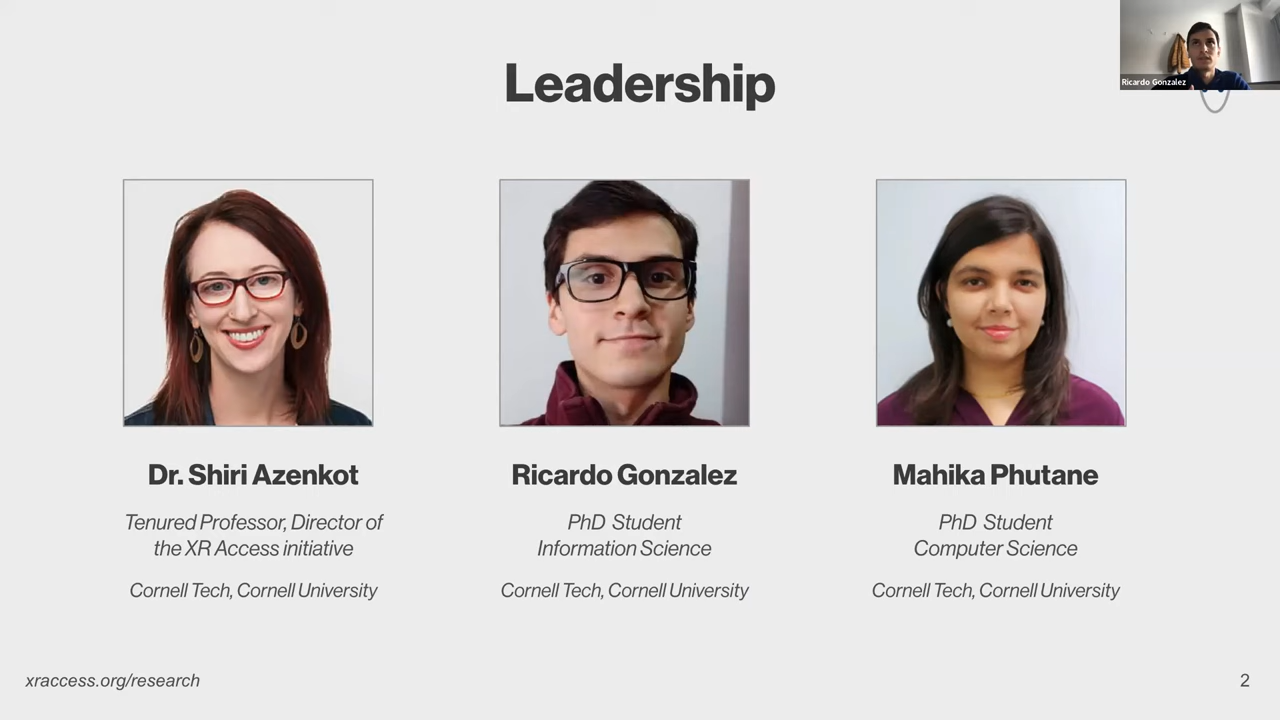 Leadership
Ricardo Gonzalez
Dr. Shiri Azenkot
Tenured Professor, Director of
the XR Access initiative
Cornell Tech, Cornell University
Ricardo Gonzalez
PhD Student
Information Science
Cornell Tech, Cornell University
Mahika Phutane
PhD Student
Computer Science
Cornell Tech, Cornell University
xraccess.org/research
2